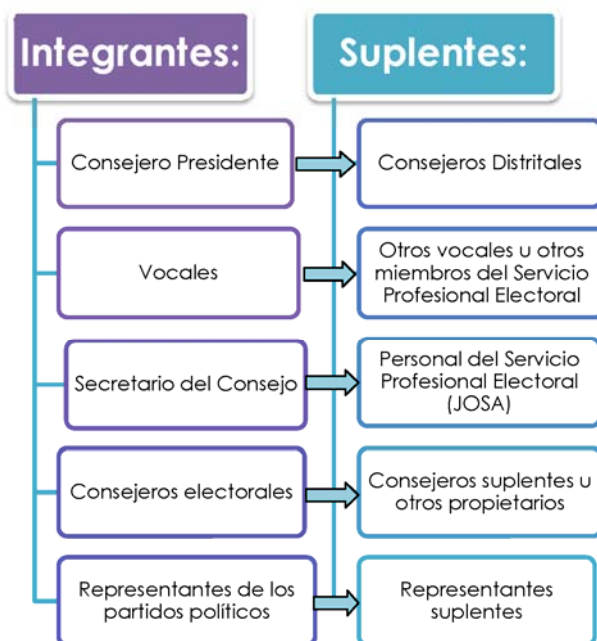 Integrantes:
Suplentes:
Consejero Presidente
Consejeros Distritales
Vocales
Otros vocales u otros
miembros del Servicio
Profesional Electoral
Secretario del Consejo
Personal del Servicio
Profesional Electoral
(JOSA)
Consejeros electorales
Consejeros suplentes u
otros propietarios
Representantes de los
partidos políticos
Representantes
suplentes